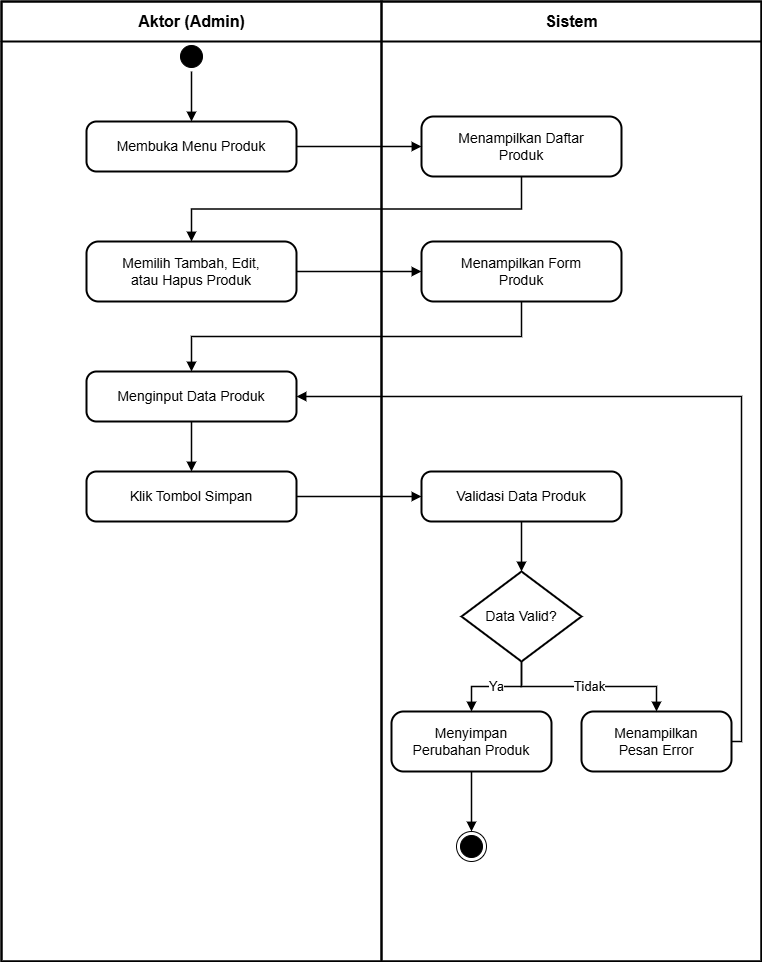 Aktor (Admin)
Sistem
Membuka Menu Produk
Menampilkan Daftar
Produk
Memilih Tambah, Edit,
atau Hapus Produk
Menampilkan Form
Produk
Menginput Data Produk
Klik Tombol Simpan
Validasi Data Produk
Data Valid?
Ya
Tidak
Menyimpan
Perubahan Produk
Menampilkan
Pesan Error